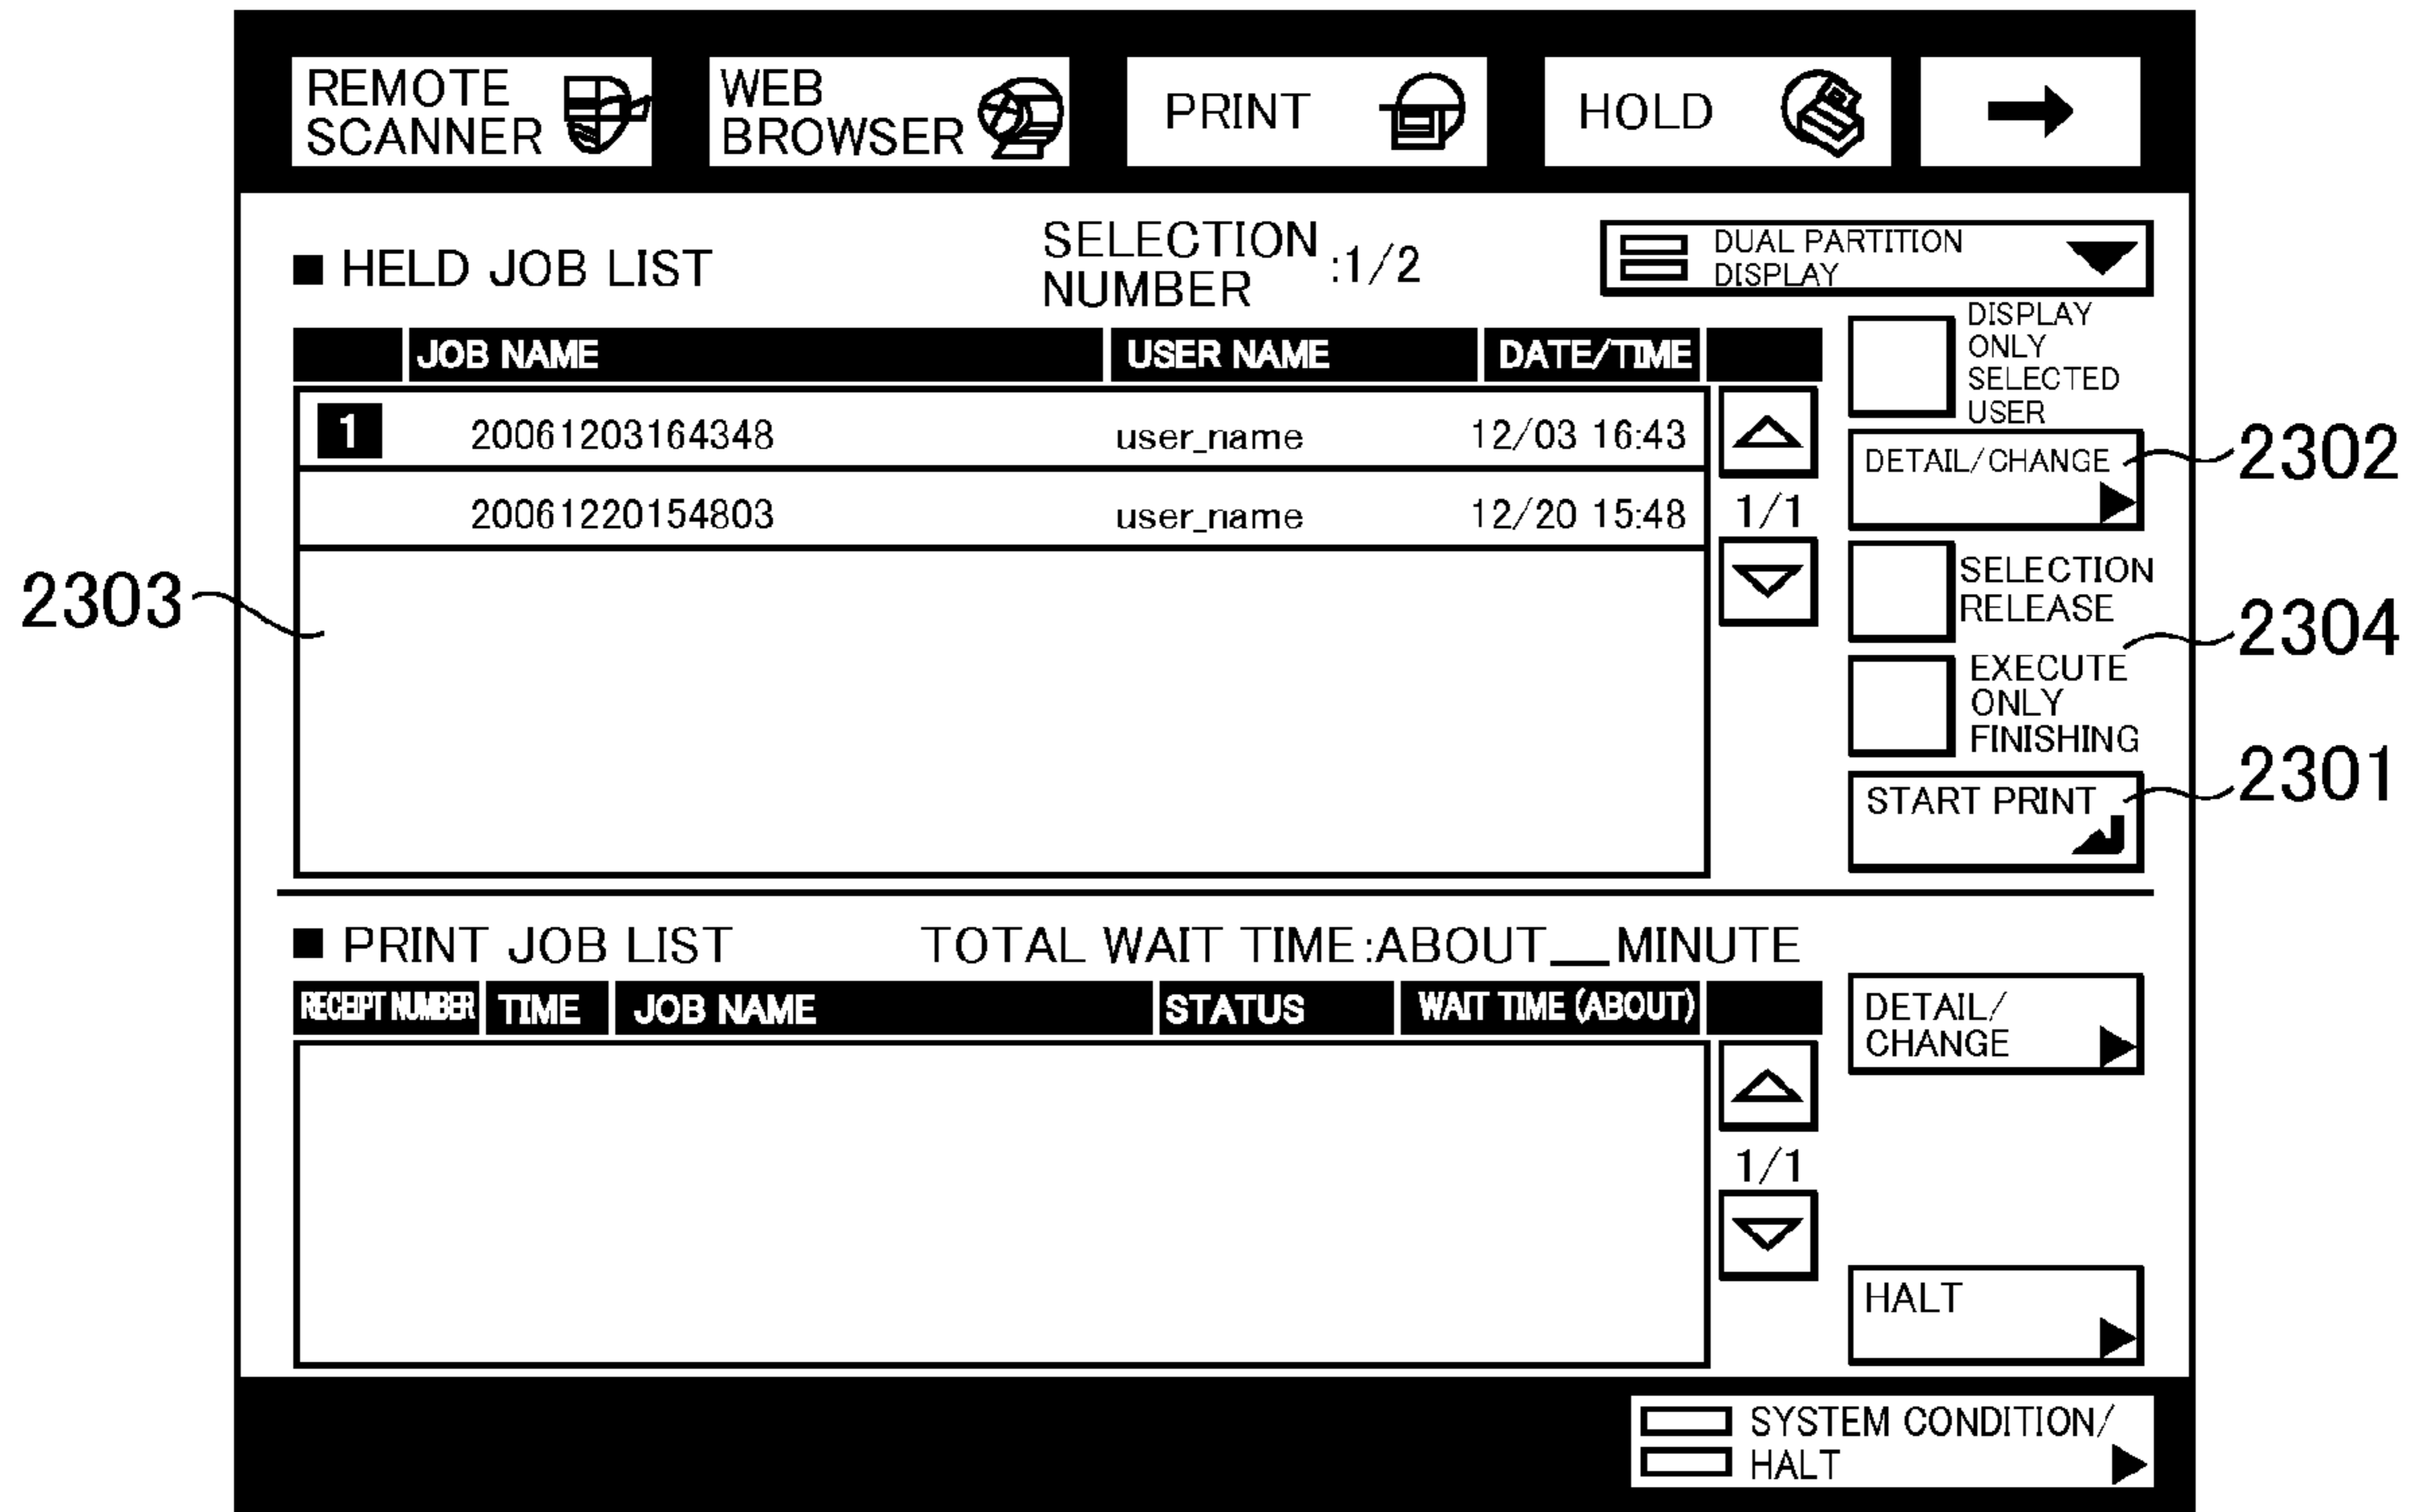 REMOTE
SCANNER
WEB
BROWSER
PRINT
HOLD
■ HELD JOB LIST
SELECTION
NUMBER
:1/2
DUAL PARTITION
DISPLAY
JOB NAME
USER NAME
DATE/TIME
DISPLAY
ONLY
SELECTED
USER
1 20061203164348 user_name 12/03 16:43
20061220154803 user_name 12/20 15:48
1/1
DETAIL/CHANGE
2302
2303
SELECTION
RELEASE
2304
EXECUTE
ONLY
FINISHING
START PRINT
2301
■ PRINT JOB LIST
TOTAL WAIT TIME:ABOUT__MINUTE
RECEIPT NUMBER
TIME
JOB NAME
STATUS
WAIT TIME (ABOUT)
DETAIL/
CHANGE
1/1
HALT
SYSTEM CONDITION/
HALT